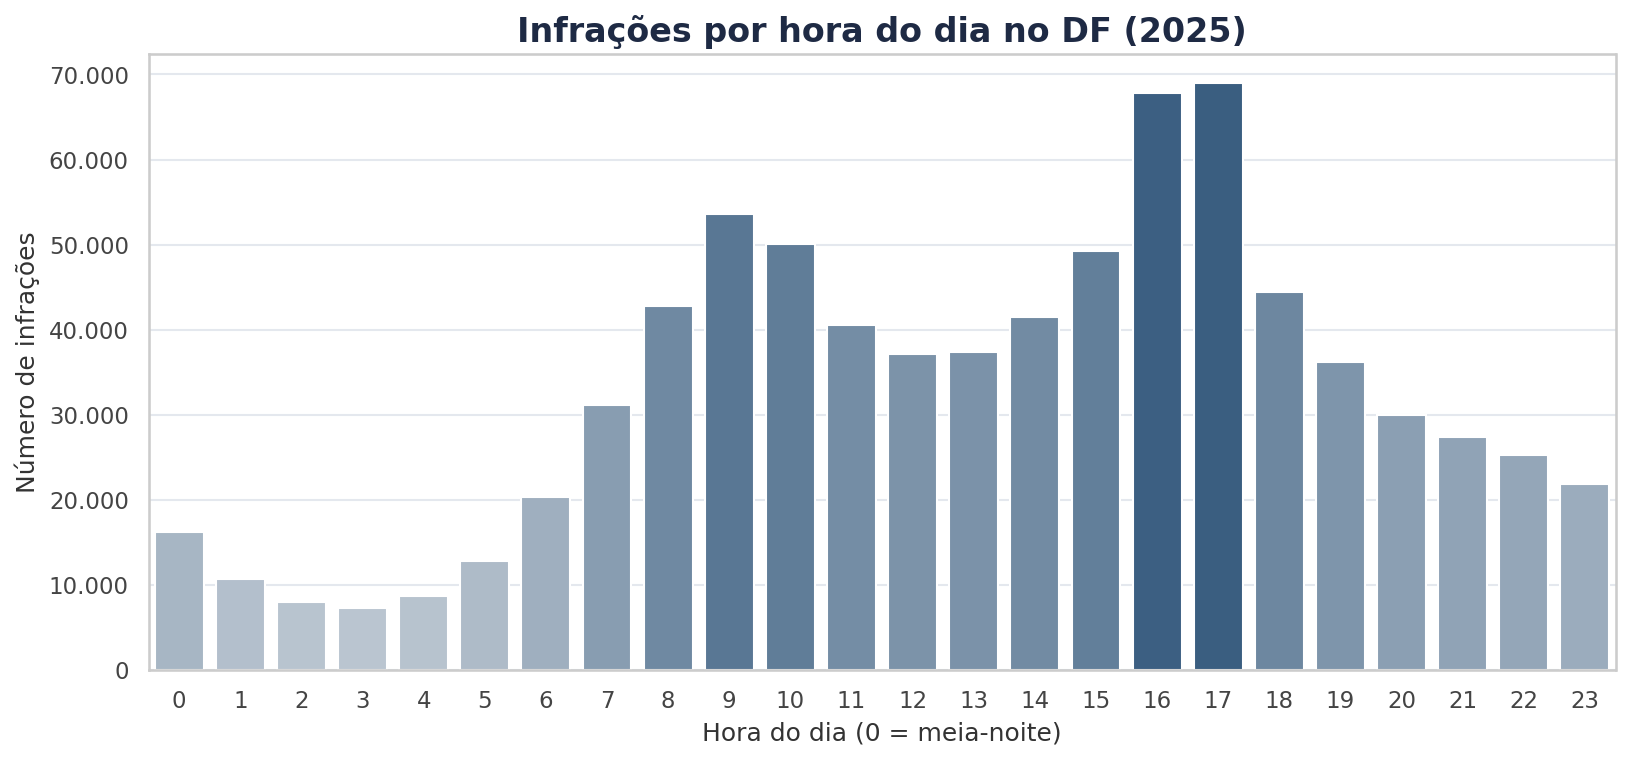 Infrações por hora do dia no DF (2025)
Número de infrações
70.000
60.000
50.000
40.000
30.000
20.000
10.000
0
0 1 2 3 4 5 6 7 8 9 10 11 12 13 14 15 16 17 18 19 20 21 22 23
Hora do dia (0 = meia-noite)